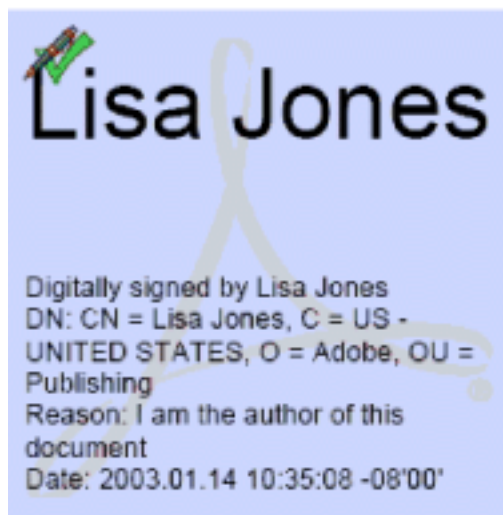 Lisa Jones
Digitally signed by Lisa Jones
DN: CN = Lisa Jones, C = US -
UNITED STATES, O = Adobe, OU =
Publishing
Reason: I am the author of this
document
Date: 2003.01.14 10:35:08 -08'00'